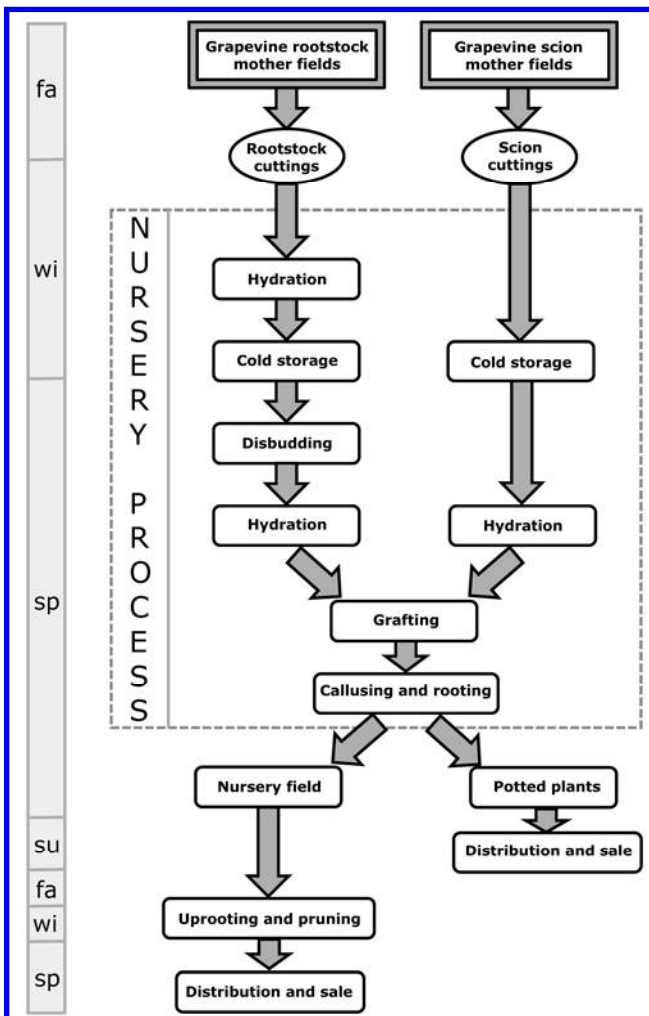 fa
wi
sp
su
fa
wi
sp
Grapevine rootstock
mother fields
Grapevine scion
mother fields
Rootstock
cuttings
Scion
cuttings
NURSERY PROCESS
Hydration
Cold storage
Cold storage
Disbudding
Hydration
Hydration
Grafting
Callusing and rooting
Nursery field
Potted plants
Distribution and sale
Uprooting and pruning
Distribution and sale